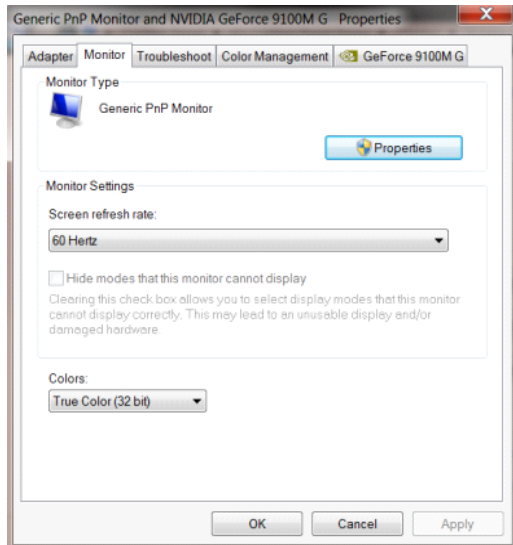 Generic PnP Monitor and NVIDIA GeForce 9100M G Properties
X
Adapter Monitor Troubleshoot Color Management GeForce 9100M G
Monitor Type
Generic PnP Monitor
Properties
Monitor Settings
Screen refresh rate:
60 Hertz
Hide modes that this monitor cannot display
Clearing this check box allows you to select display modes that this monitor
cannot display correctly. This may lead to an unusable display and/or
damaged hardware.
Colors:
True Color (32 bit)
OK Cancel Apply